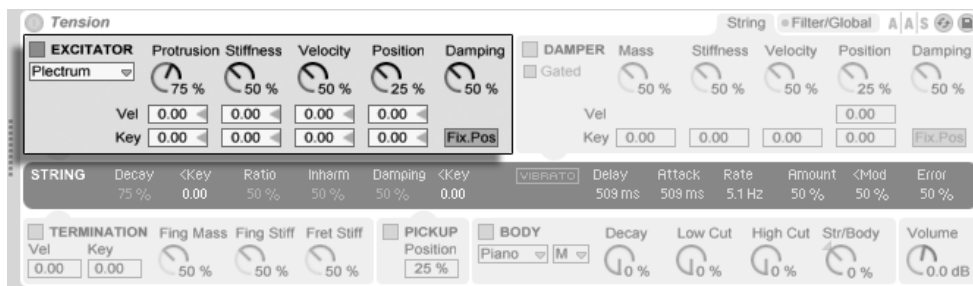 Tension String Filter/Global A A S
EXCITATOR Protrusion Stiffness Velocity Position Damping
Plectrum 75 % 50 % 50 % 25 % 50 %
Vel 0.00 0.00 0.00 0.00
Key 0.00 0.00 0.00 0.00 Fix.Pos
DAMPER Mass Stiffness Velocity Position Damping
Gated 50 % 50 % 50 % 25 % 50 %
Vel 0.00
Key 0.00 0.00 0.00 0.00 Fix.Pos
STRING Decay <Key Ratio Inharm Damping <Key VIBRATO Delay Attack Rate Amount <Mod Error
75 % 0.00 50 % 50 % 50 % 0.00 509 ms 509 ms 5.1 Hz 50 % 50 % 50 %
TERMINATION Fing Mass Fing Stiff Fret Stiff
Vel Key
0.00 0.00 50 % 50 % 50 %
PICKUP
Position
25 %
BODY Decay Low Cut High Cut Str/Body Volume
Piano M 0 % 0 % 0 % 0 % 0.0 dB